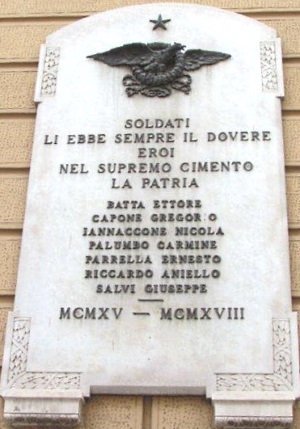 SOLDATI
LI EBBE SEMPRE IL DOVERE
EROI
NEL SUPREMO CIMENTO
LA PATRIA
BATTA ETTORE
CAPONE GREGOR O
IANNACCONE NICOLA
PALUMBO CARMINE
PARRELLA ERNESTO
RICCARDO ANIELLO
SALVI GIUSEPPE
MCMXV — MCMXVIII